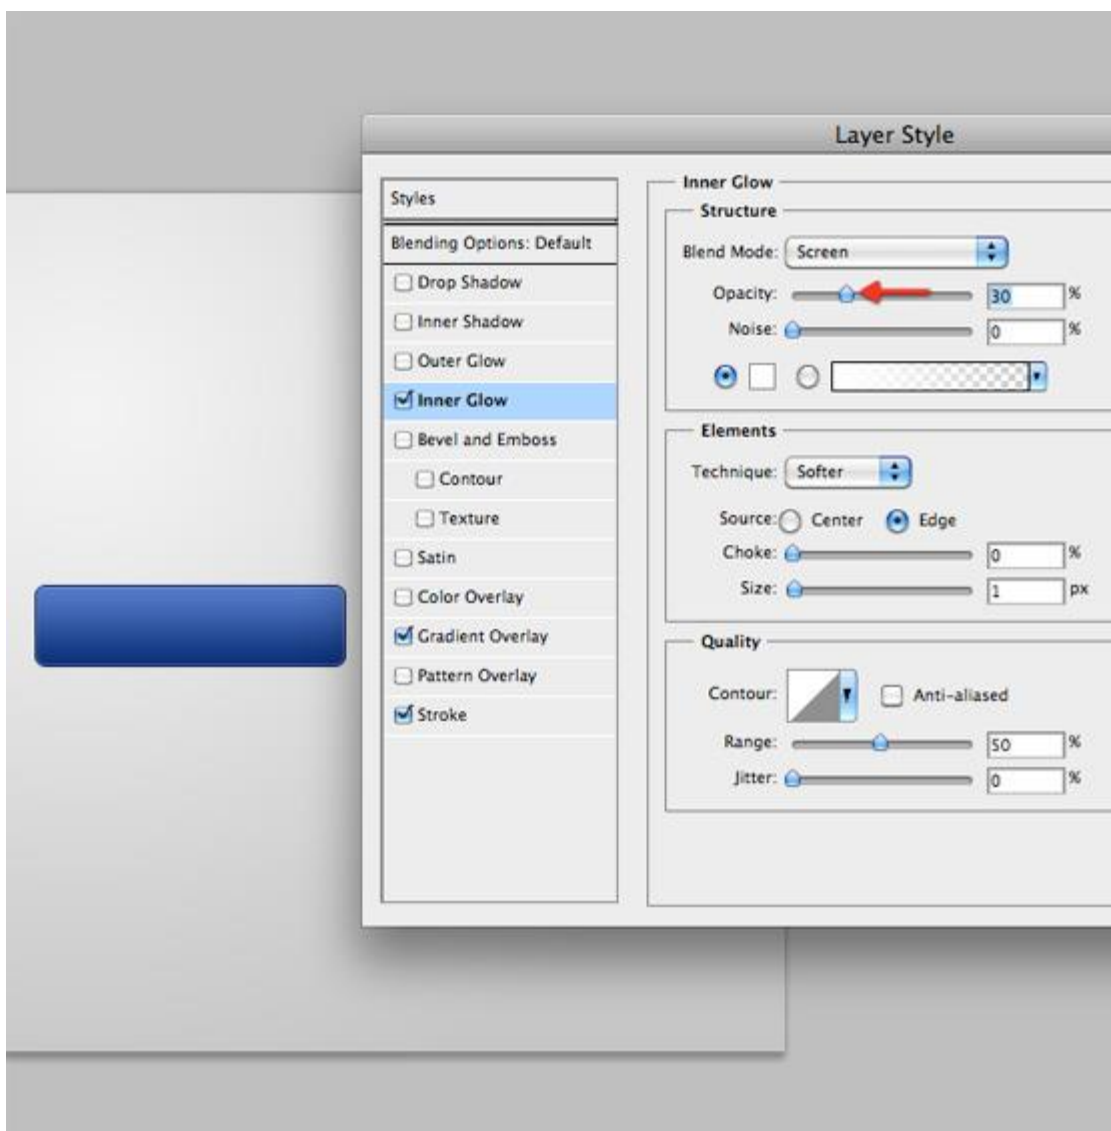 Layer Style
Styles
Blending Options: Default
Drop Shadow
Inner Shadow
Outer Glow
Inner Glow
Bevel and Emboss
Contour
Texture
Satin
Color Overlay
Gradient Overlay
Pattern Overlay
Stroke
Inner Glow
Structure
Blend Mode: Screen
Opacity: 30 %
Noise: 0 %
Elements
Technique: Softer
Source: Center Edge
Choke: 0 %
Size: 1 px
Quality
Contour: Anti-aliased
Range: 50 %
Jitter: 0 %